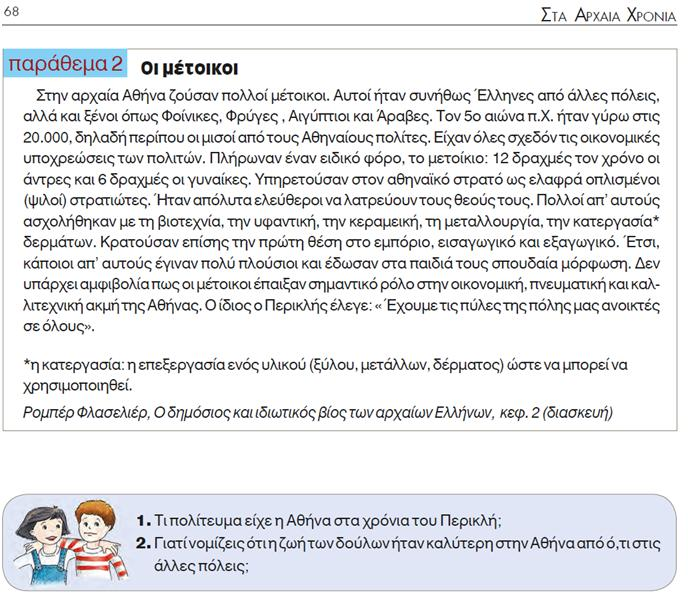 68
ΣΤΑ ΑΡΧΑΙΑ ΧΡΟΝΙΑ
παράθεμα 2 Οι μέτοικοι
Στην αρχαία Αθήνα ζούσαν πολλοί μέτοικοι. Αυτοί ήταν συνήθως Έλληνες από άλλες πόλεις,
αλλά και ξένοι όπως Φοίνικες, Φρύγες , Αιγύπτιοι και Άραβες. Τον 5ο αιώνα π.Χ. ήταν γύρω στις
20.000, δηλαδή περίπου οι μισοί από τους Αθηναίους πολίτες. Είχαν όλες σχεδόν τις οικονομικές
υποχρεώσεις των πολιτών. Πλήρωναν έναν ειδικό φόρο, το μετοίκιο: 12 δραχμές τον χρόνο οι
άντρες και 6 δραχμές οι γυναίκες. Υπηρετούσαν στον αθηναϊκό στρατό ως ελαφρά οπλισμένοι
(ψιλοί) στρατιώτες. Ήταν απόλυτα ελεύθεροι να λατρεύουν τους θεούς τους. Πολλοί απ' αυτούς
ασχολήθηκαν με τη βιοτεχνία, την υφαντική, την κεραμεική, τη μεταλλουργία, την κατεργασία*
δερμάτων. Κρατούσαν επίσης την πρώτη θέση στο εμπόριο, εισαγωγικό και εξαγωγικό. Έτσι,
κάποιοι απ' αυτούς έγιναν πολύ πλούσιοι και έδωσαν στα παιδιά τους σπουδαία μόρφωση. Δεν
υπάρχει αμφιβολία πως οι μέτοικοι έπαιξαν σημαντικό ρόλο στην οικονομική, πνευματική και καλ-
λιτεχνική ακμή της Αθήνας. Ο ίδιος ο Περικλής έλεγε: « Έχουμε τις πύλες της πόλης μας ανοικτές
σε όλους».
*η κατεργασία: η επεξεργασία ενός υλικού (ξύλου, μετάλλων, δέρματος) ώστε να μπορεί να
χρησιμοποιηθεί.
Ρομπέρ Φλασελιέρ, Ο δημόσιος και ιδιωτικός βίος των αρχαίων Ελλήνων, κεφ. 2 (διασκευή)
1. Τι πολίτευμα είχε η Αθήνα στα χρόνια του Περικλή;
2. Γιατί νομίζεις ότι η ζωή των δούλων ήταν καλύτερη στην Αθήνα από ό,τι στις
άλλες πόλεις;